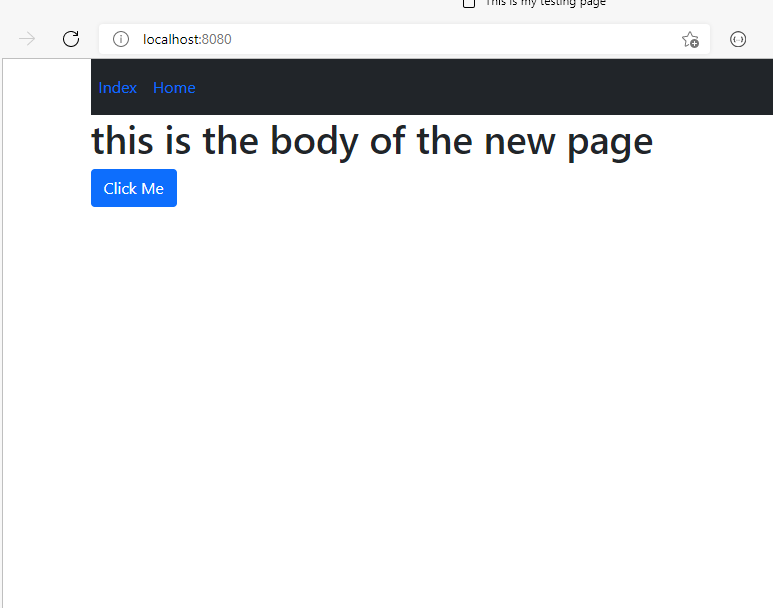 This is my testing page
localhost:8080
Index Home
this is the body of the new page
Click Me